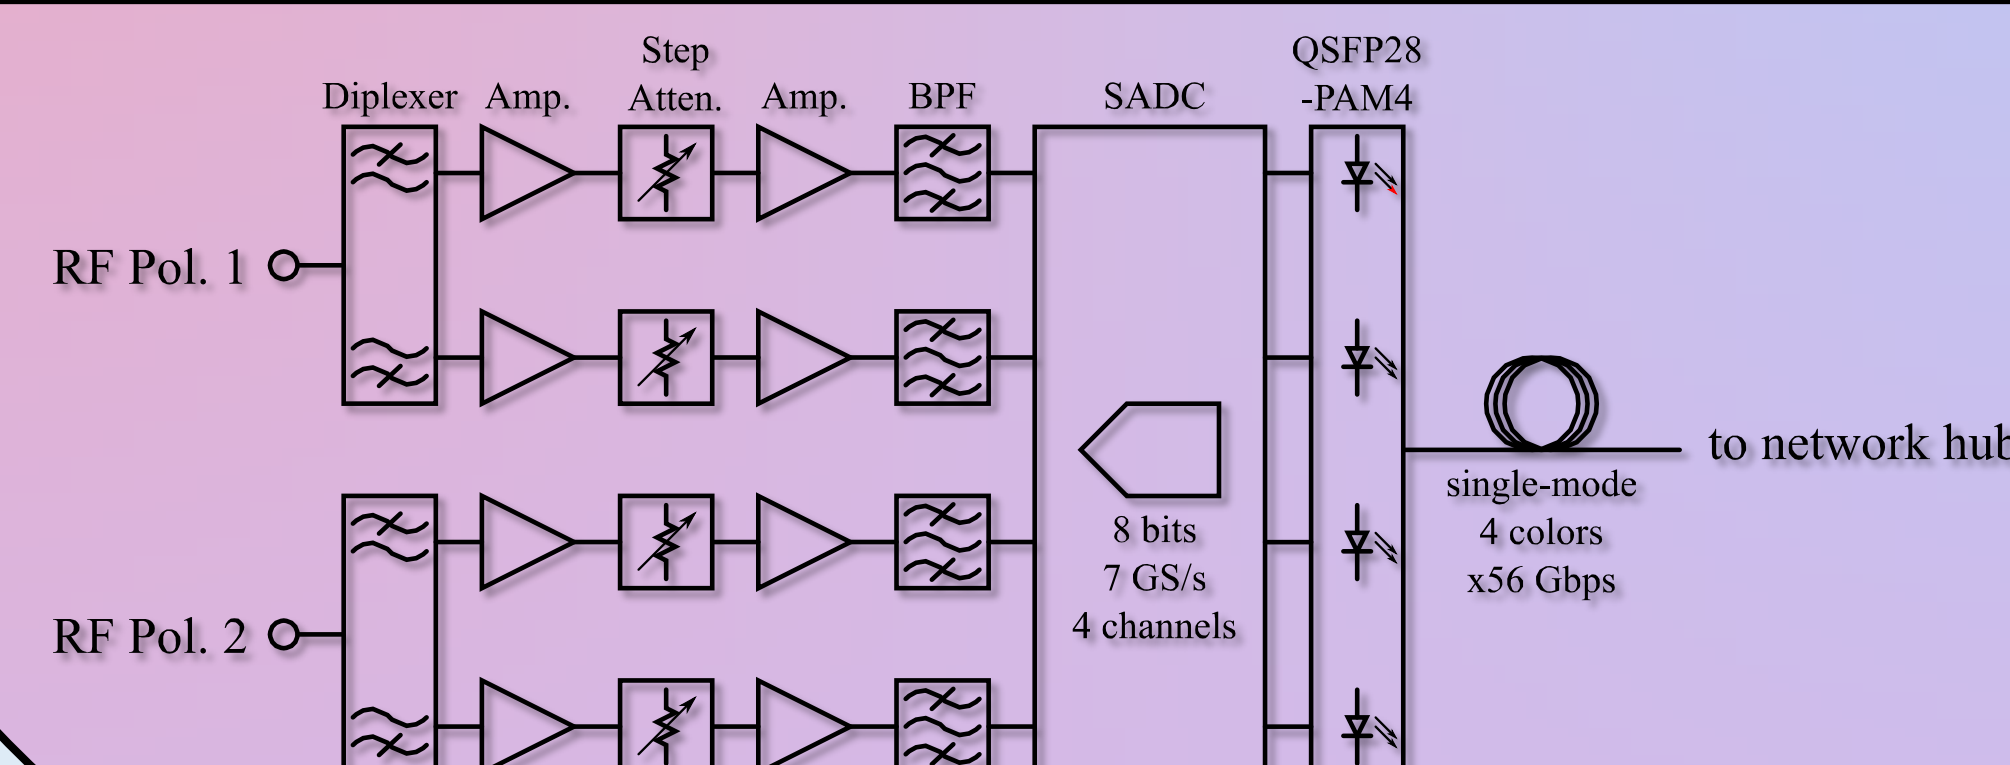 Step
QSFP28
Diplexer
Amp.
Atten.
Amp.
BPF
SADC
-PAM4
RF Pol. 1
to network hub
single-mode
4 colors
x56 Gbps
8 bits
7 GS/s
4 channels
RF Pol. 2